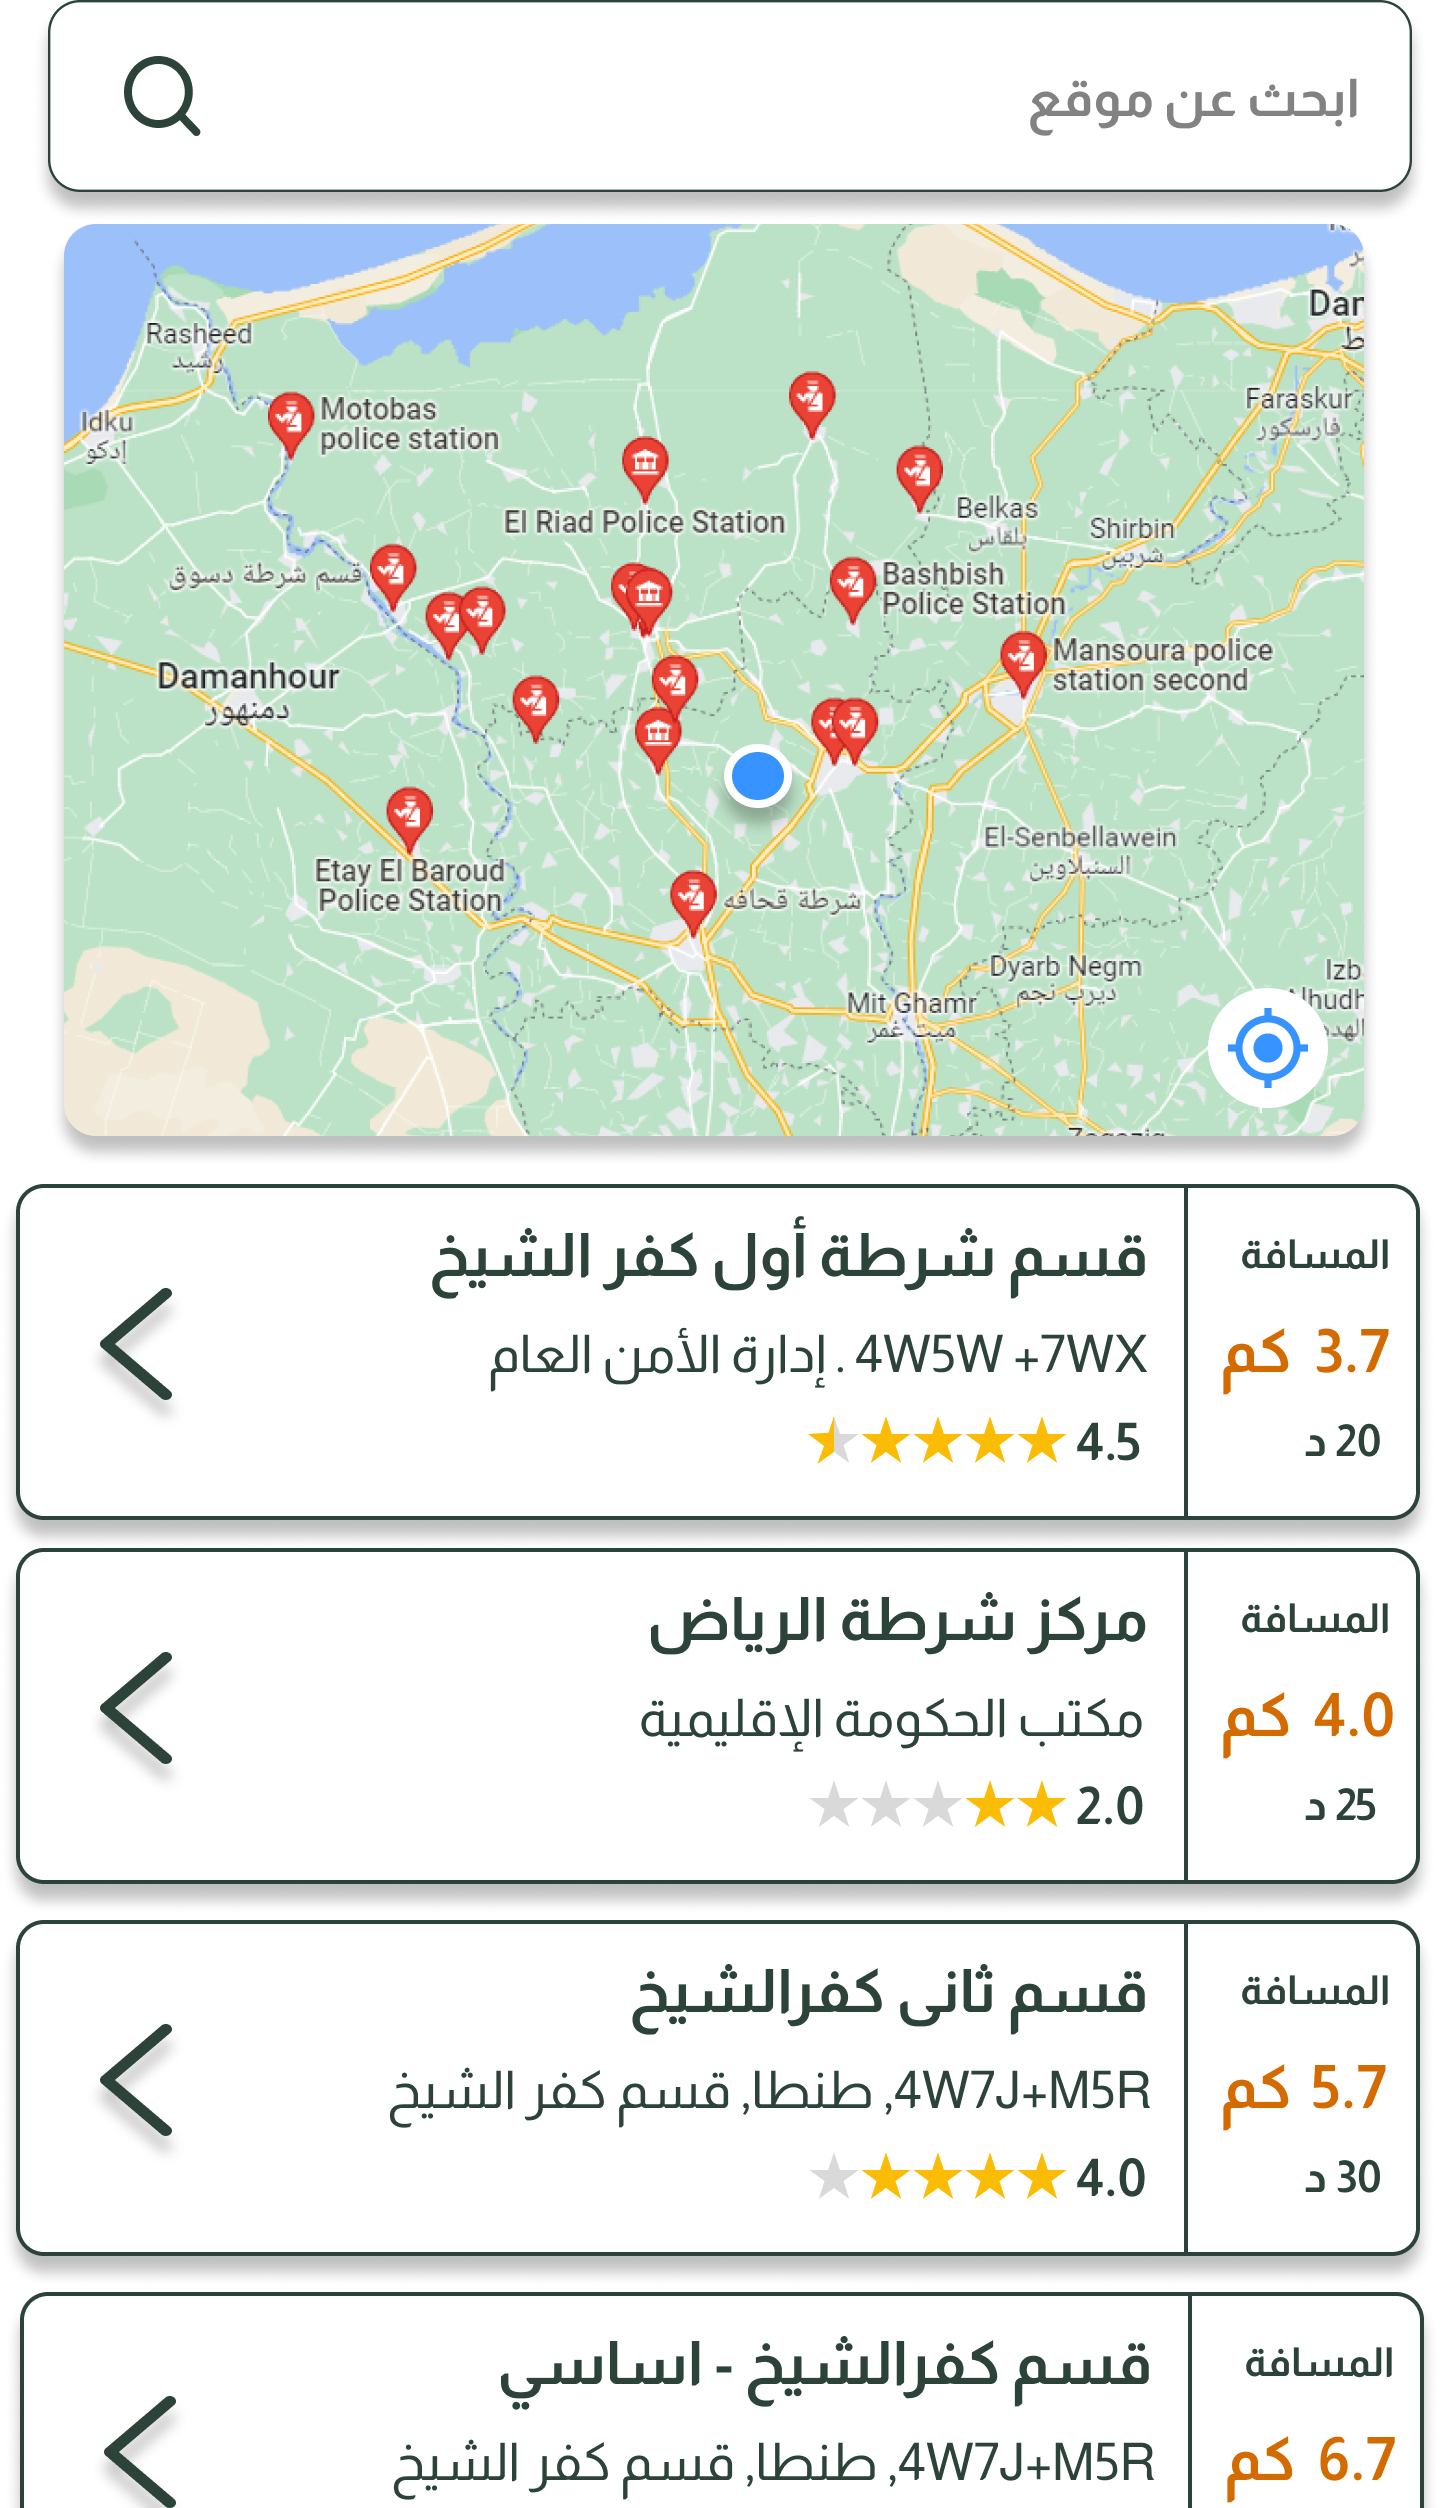 ابحث عن موقع
Rasheed
رشيد
Idku
إدكو
Motobas
police station
El Riad Police Station
Belkas
بلقاس
Shirbin
شربين
Faraskur
فارسكور
قسم شرطة دسوق
Bashbish
Police Station
Mansoura police
station second
Damanhour
دمنهور
Etay El Baroud
Police Station
شرطة قحافه
El-Senbellawein
السنبلاوين
Dyarb Negm
ديرب نجم
Mit Ghamr
ميت غمر
Izb
المسافة
3.7 كم
20 د
قسم شرطة أول كفر الشيخ
4W5W +7WX . إدارة الأمن العام
4.5
المسافة
4.0 كم
25 د
مركز شرطة الرياض
مكتب الحكومة الإقليمية
2.0
المسافة
5.7 كم
30 د
قسم ثانى كفرالشيخ
4W7J+M5R, طنطا, قسم كفر الشيخ
4.0
المسافة
6.7 كم
قسم كفرالشيخ - اساسي
4W7J+M5R, طنطا, قسم كفر الشيخ